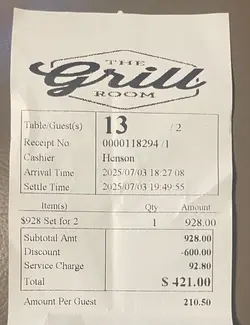 THE
Grill
ROOM
Table/Guest(s) 13 / 2
Receipt No 0000118294 /1
Cashier Henson
Arrival Time 2025/07/03 18:27:08
Settle Time 2025/07/03 19:49:55
Item(s) Qty Amount
$928 Set for 2 1 928.00
Subtotal Amt 928.00
Discount -600.00
Service Charge 92.80
Total $ 421.00
Amount Per Guest 210.50